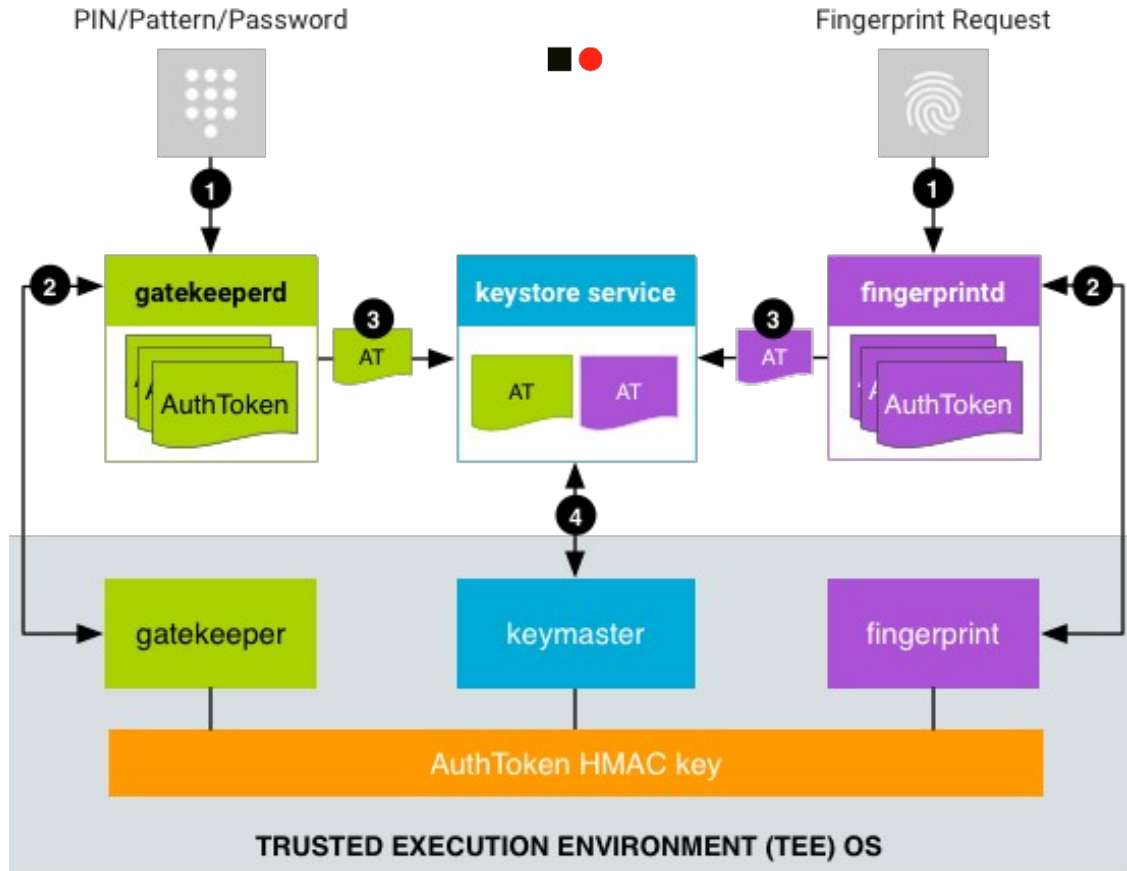 PIN/Pattern/Password
Fingerprint Request
1
1
2
gatekeeperd
keystore service
fingerprintd
2
3
3
A
A
AuthToken
AT
AT
AT
AT
A
A
AuthToken
4
gatekeeper
keymaster
fingerprint
AuthToken HMAC key
TRUSTED EXECUTION ENVIRONMENT (TEE) OS